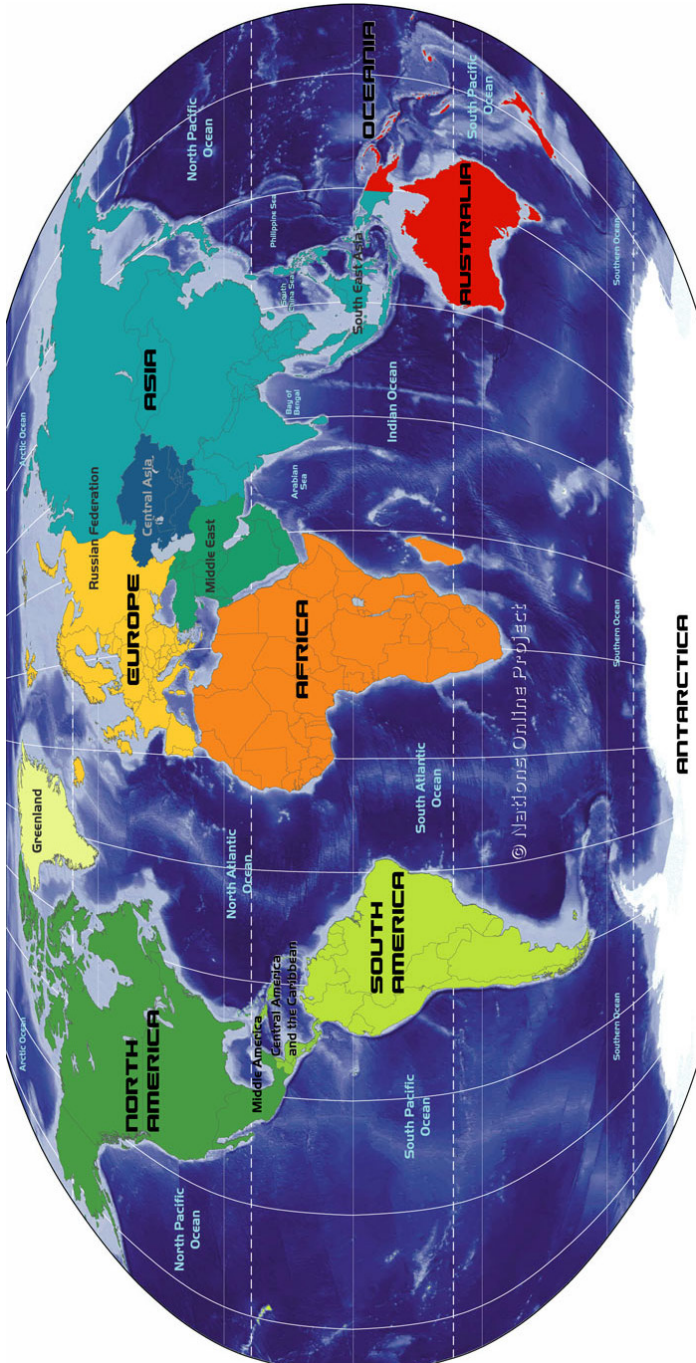 Arctic Ocean
Arctic Ocean
Greenland
Russian Federation
NORTH
AMERICA
EUROPE
Central Asia
ASIA
North Pacific
Ocean
North Pacific
Ocean
North Atlantic
Ocean
Middle East
Middle America
Central America
and the Caribbean
AFRICA
Arabian
Sea
Bay of
Bengal
South
China Sea
Philippine Sea
South East Asia
OCEANIA
SOUTH
AMERICA
Indian Ocean
South Pacific
Ocean
South Atlantic
Ocean
AUSTRALIA
South Pacific
Ocean
© Nations Online Project
Southern Ocean
Southern Ocean
Southern Ocean
ANTARCTICA